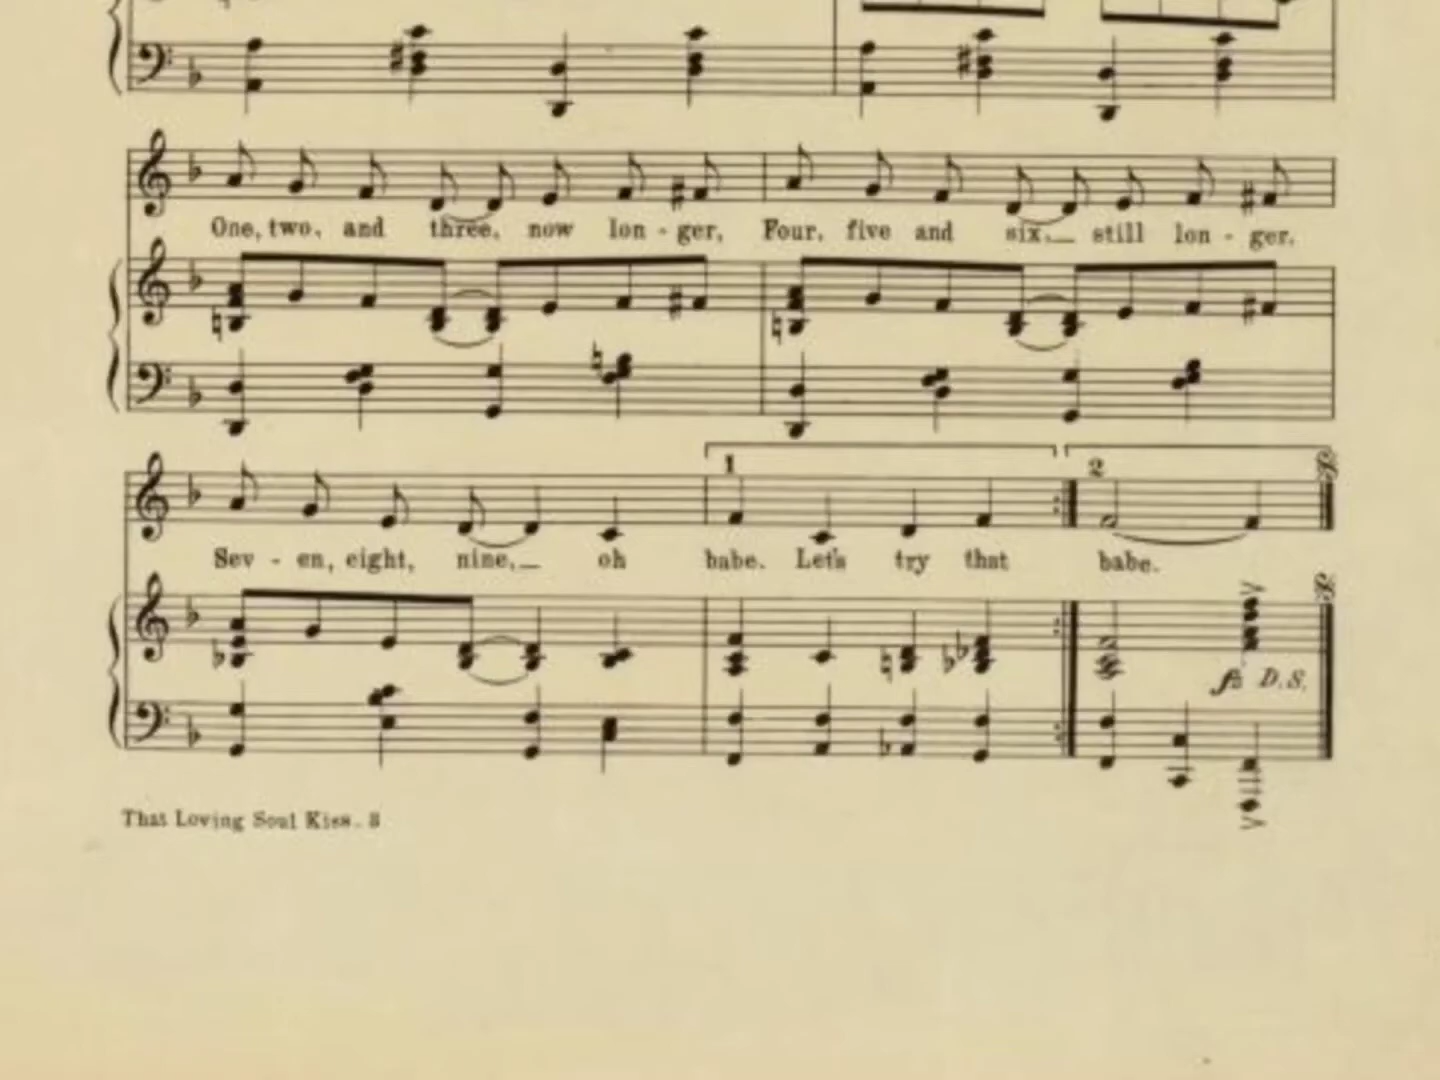 One, two, and three, now lon - ger, Four, five and six, still lon - ger,
1 2
Sev - en, eight, nine, oh babe. Let's try that babe.
fz D.S.
That Loving Soul Kiss. 3